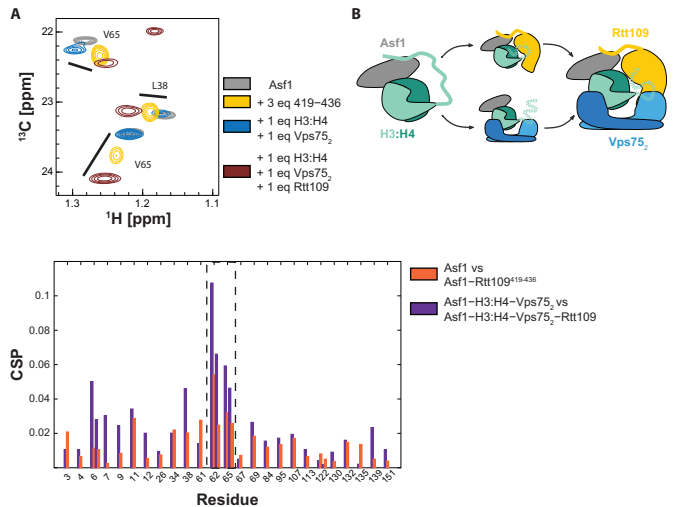 A
22
23
24
¹³C [ppm]
V65
L38
V65
1.3
1.2
1.1
¹H [ppm]
Asf1
+ 3 eq 419−436
+ 1 eq H3:H4
+ 1 eq Vps75₂
+ 1 eq H3:H4
+ 1 eq Vps75₂
+ 1 eq Rtt109
B
Asf1
H3:H4
Rtt109
Vps75₂
0.1
0.08
0.06
0.04
0.02
CSP
3 4 6 7 9 11 12 26 34 38 61 62 65 67 69 84 95 107 113 122 130 132 135 139 151
Residue
Asf1 vs
Asf1−Rtt109⁴¹⁹⁻⁴³⁶
Asf1−H3:H4−Vps75₂ vs
Asf1−H3:H4−Vps75₂−Rtt109